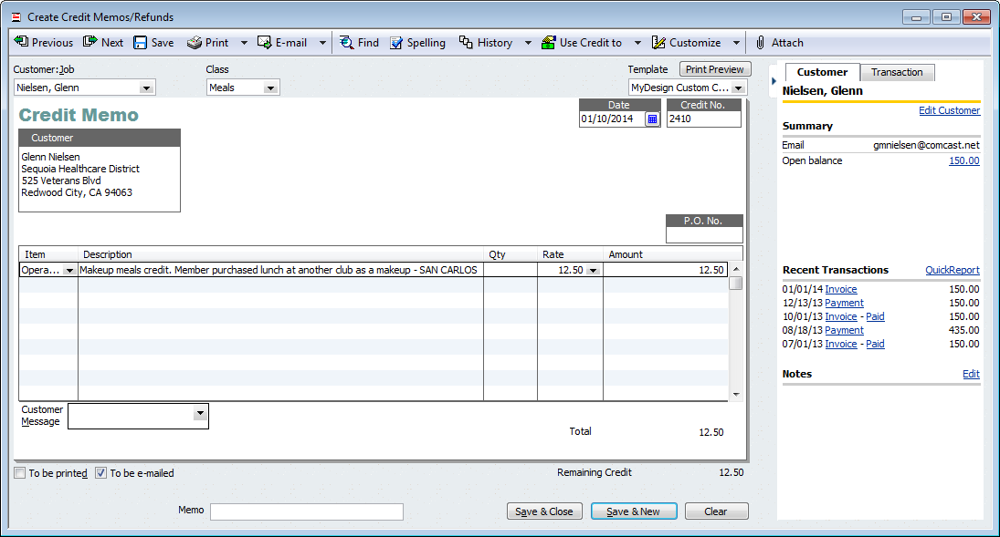 Create Credit Memos/Refunds
Previous Next Save Print E-mail Find Spelling History Use Credit to Customize Attach
Customer:Job Class Template Print Preview
Nielsen, Glenn Meals MyDesign Custom C...
Credit Memo
Date Credit No.
01/10/2014 2410
Customer
Glenn Nielsen
Sequoia Healthcare District
525 Veterans Blvd
Redwood City, CA 94063
P.O. No.
Item Description Qty Rate Amount
Opera... Makeup meals credit. Member purchased lunch at another club as a makeup - SAN CARLOS 12.50 12.50
Customer
Message
Total 12.50
To be printed To be e-mailed
Remaining Credit 12.50
Memo
Save & Close Save & New Clear
Customer Transaction
Nielsen, Glenn
Edit Customer
Summary
Email gmnielsen@comcast.net
Open balance 150.00
Recent Transactions QuickReport
01/01/14 Invoice 150.00
12/13/13 Payment 150.00
10/01/13 Invoice - Paid 150.00
08/18/13 Payment 435.00
07/01/13 Invoice - Paid 150.00
Notes Edit